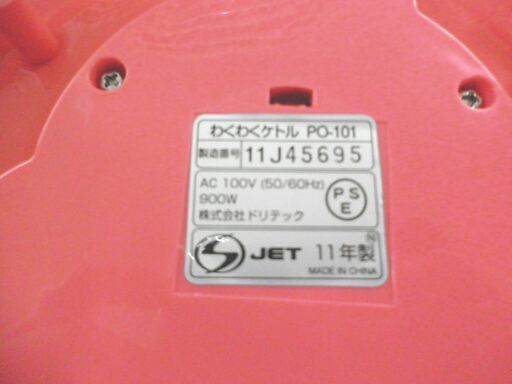 わくわくケトル PO-101
製造番号 11J45695
AC 100V (50/60Hz)
900W
株式会社ドリテック
PS
E
JET 11年製
N
MADE IN CHINA